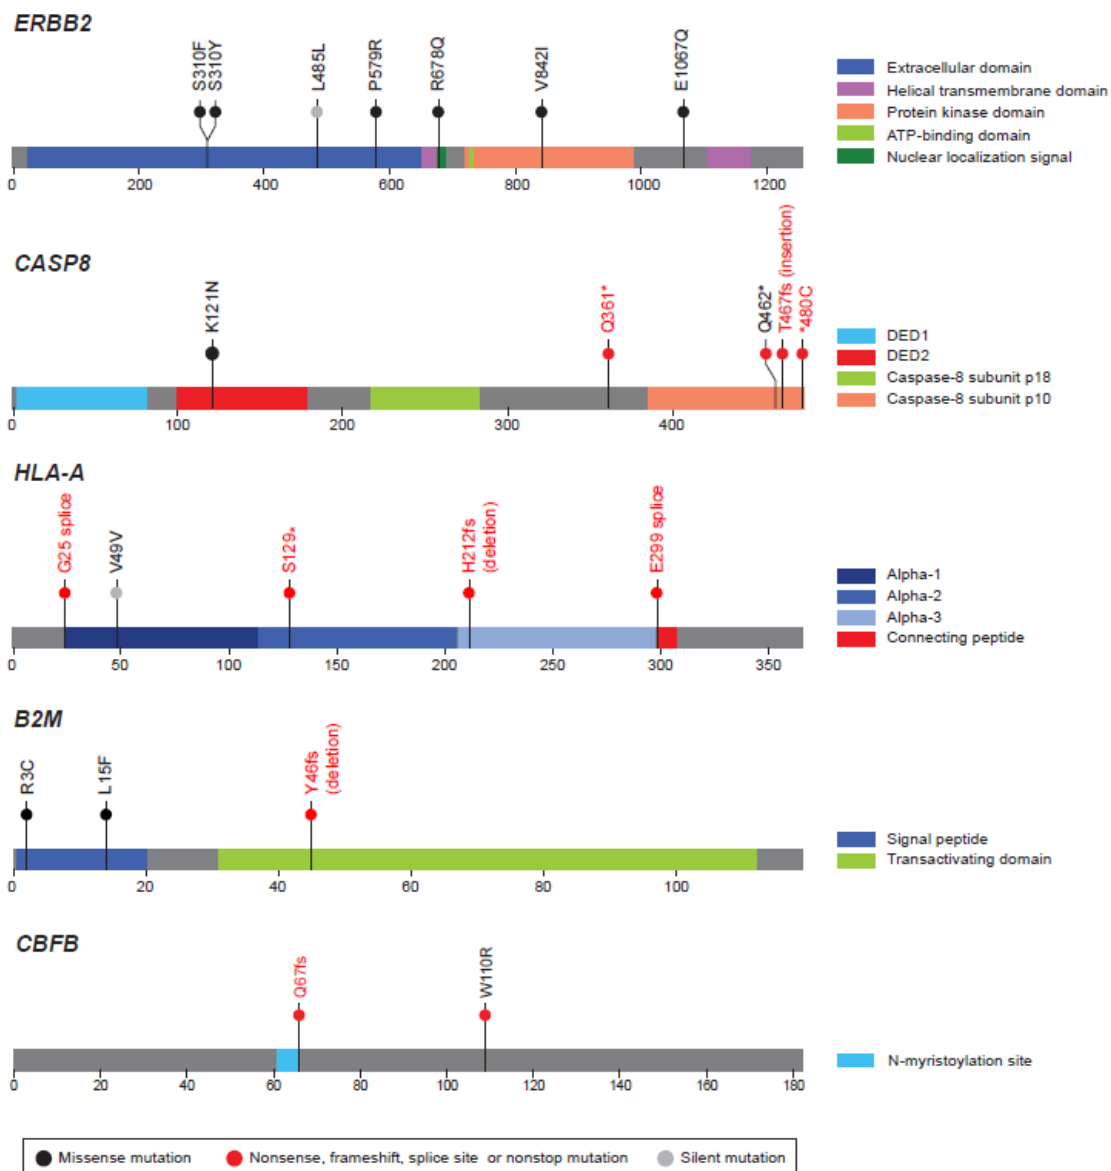 ERBB2
S310F
S310Y
L485L
P579R
R678Q
V842I
E1067Q
Extracellular domain
Helical transmembrane domain
Protein kinase domain
ATP-binding domain
Nuclear localization signal
0 200 400 600 800 1000 1200
CASP8
K121N
Q361*
Q462*
T467fs (insertion)
*480C
DED1
DED2
Caspase-8 subunit p18
Caspase-8 subunit p10
0 100 200 300 400
HLA-A
G25 splice
V49V
S129*
H212fs
(deletion)
E299 splice
Alpha-1
Alpha-2
Alpha-3
Connecting peptide
0 50 100 150 200 250 300 350
B2M
R3C
L15F
Y46fs
(deletion)
Signal peptide
Transactivating domain
0 20 40 60 80 100
CBFB
Q67fs
W110R
N-myristoylation site
0 20 40 60 80 100 120 140 160 180
Missense mutation Nonsense, frameshift, splice site or nonstop mutation Silent mutation